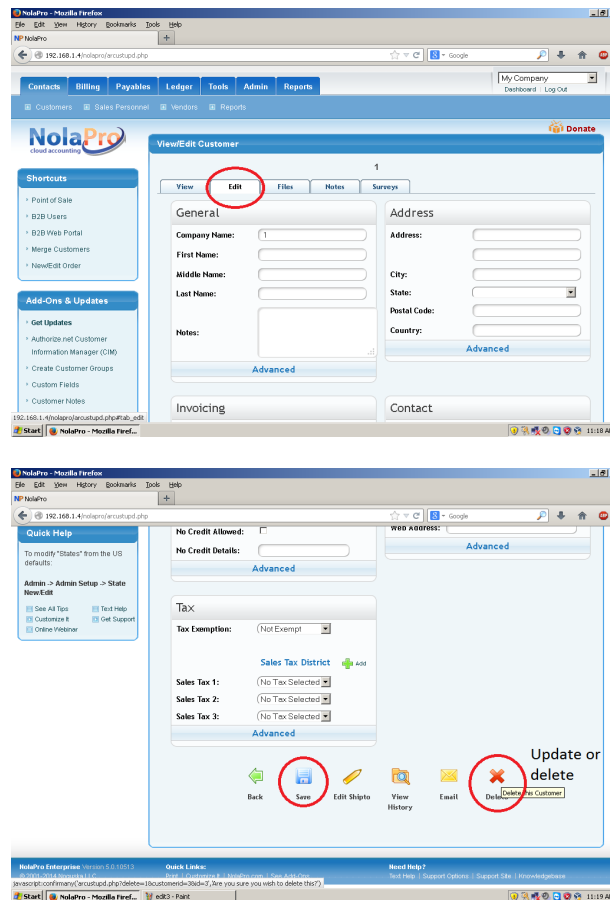 NolaPro - Mozilla Firefox
File Edit View History Bookmarks Tools Help
NP NolaPro
192.168.1.4/nolapro/arcustupd.php
Google
Contacts Billing Payables Ledger Tools Admin Reports
My Company
Dashboard Log Out
Customers Sales Personnel Vendors Reports
NolaPro
cloud accounting
Donate
View/Edit Customer
1
Shortcuts
Point of Sale
B2B Users
B2B Web Portal
Merge Customers
New/Edit Order
Add-Ons & Updates
Get Updates
Authorize.net Customer
Information Manager (CIM)
Create Customer Groups
Custom Fields
Customer Notes
View Edit Files Notes Surveys
General
Company Name: 1
First Name:
Middle Name:
Last Name:
Notes:
Advanced
Invoicing
Address
Address:
City:
State:
Postal Code:
Country:
Advanced
Contact
192.168.1.4/nolapro/arcustupd.php#tab_edit
Start NolaPro - Mozilla Firef... 11:18 AM
NolaPro - Mozilla Firefox
File Edit View History Bookmarks Tools Help
NP NolaPro
192.168.1.4/nolapro/arcustupd.php
Google
Quick Help
To modify "States" from the US
defaults:
Admin -> Admin Setup -> State
New/Edit
See All Tips Text Help
Customize It Get Support
Online Webinar
No Credit Allowed:
No Credit Details:
Advanced
Web Address:
Advanced
Tax
Tax Exemption: Not Exempt
Sales Tax District Add
Sales Tax 1: No Tax Selected
Sales Tax 2: No Tax Selected
Sales Tax 3: No Tax Selected
Advanced
Update or
delete
Back Save Edit Shipto View
History Email Delete
Delete this Customer
NolaPro Enterprise Version 5.0.10513
Quick Links:
Need Help?
Text Help | Support Options | Support Site | Knowledgebase
javascript:confirmany('arcustupd.php?delete=1&customerid=3&id=3','Are you sure you wish to delete this?')
Start NolaPro - Mozilla Firef... edit3 - Paint 11:19 AM